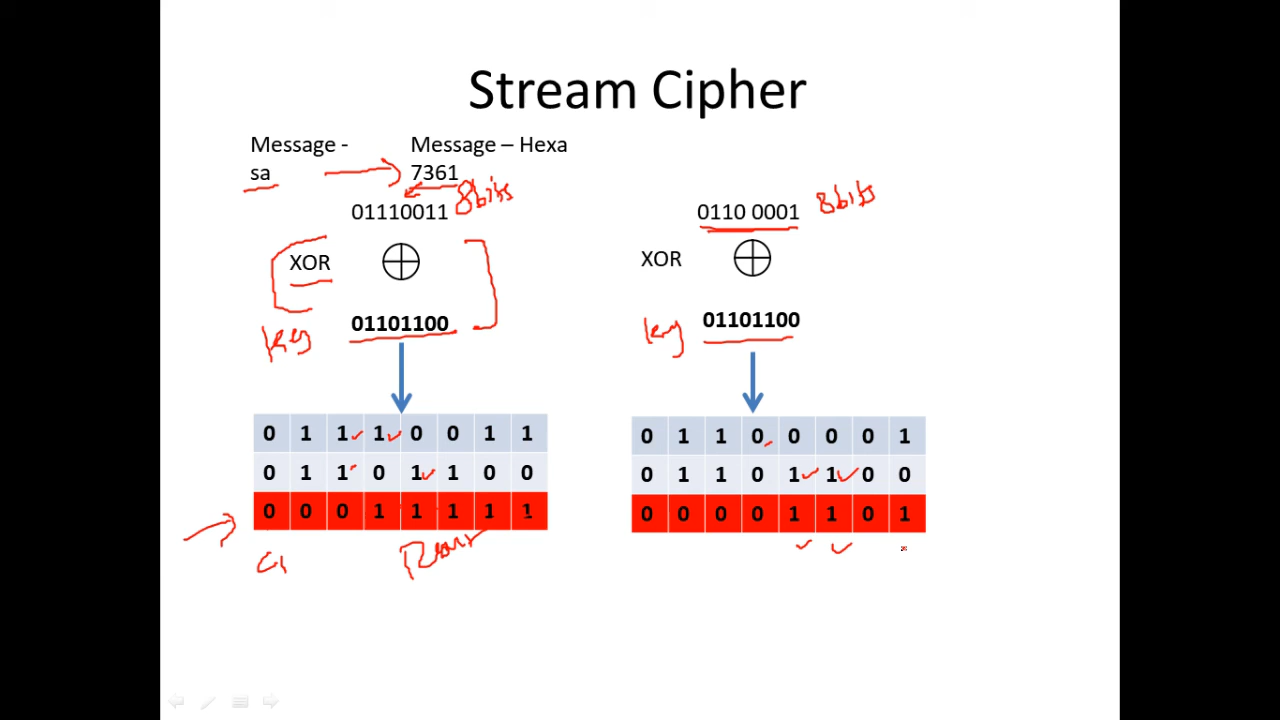 Stream Cipher
Message -
sa
Message – Hexa
7361
01110011
8bits
XOR
key
01101100
0110 0001
8bits
XOR
key
01101100
0 1 1 1 0 0 1 1
0 1 1 0 1 1 0 0
0 0 0 1 1 1 1 1
0 1 1 0 0 0 0 1
0 1 1 0 1 1 0 0
0 0 0 0 1 1 0 1